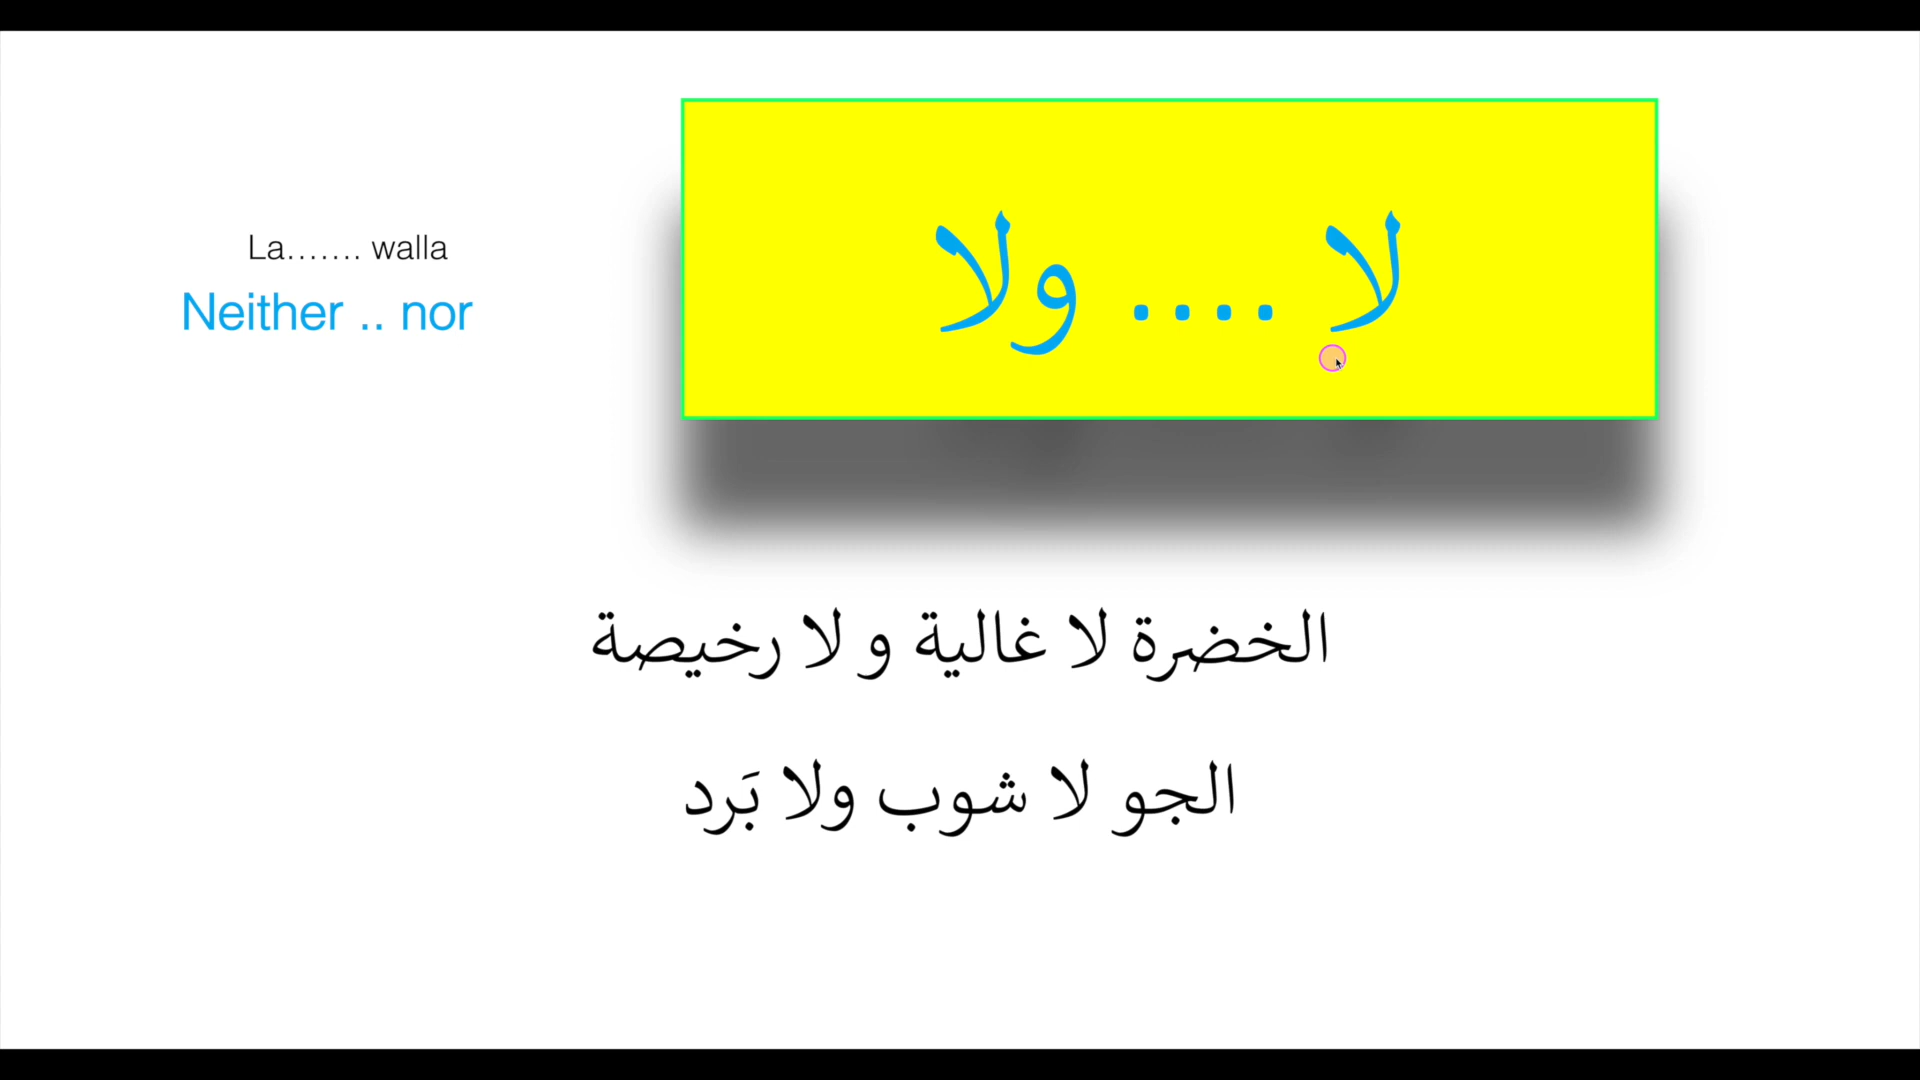 La....... walla
Neither .. nor
لا .... ولا
الخضرة لا غالية و لا رخيصة
الجو لا شوب ولا بَرد